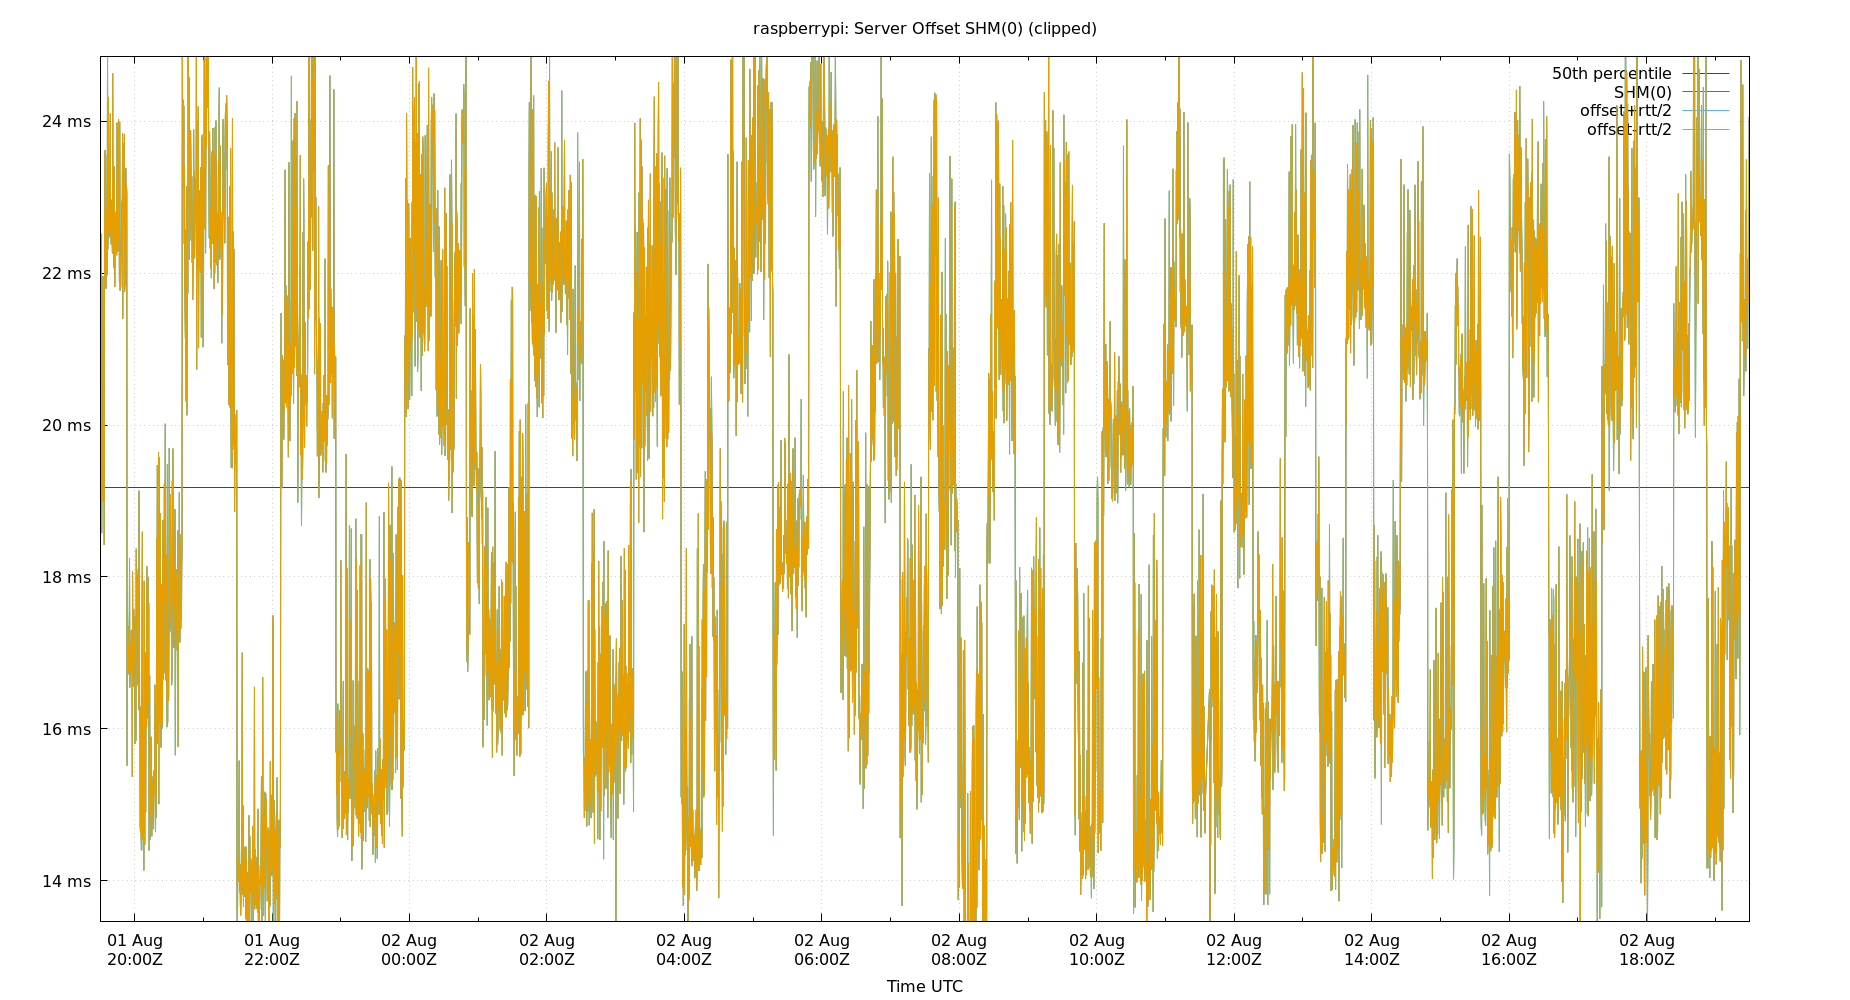 raspberrypi: Server Offset SHM(0) (clipped)
50th percentile
SHM(0)
offset+rtt/2
offset-rtt/2
24 ms
22 ms
20 ms
18 ms
16 ms
14 ms
01 Aug 01 Aug 02 Aug 02 Aug 02 Aug 02 Aug 02 Aug 02 Aug 02 Aug 02 Aug 02 Aug 02 Aug
20:00Z 22:00Z 00:00Z 02:00Z 04:00Z 06:00Z 08:00Z 10:00Z 12:00Z 14:00Z 16:00Z 18:00Z
Time UTC